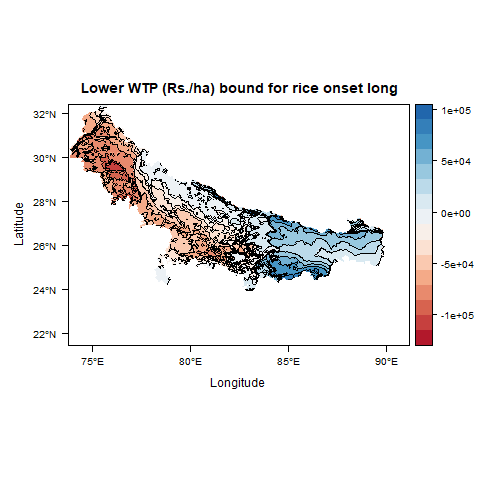 Lower WTP (Rs./ha) bound for rice onset long
32°N
30°N
28°N
26°N
24°N
22°N
Latitude
75°E
80°E
85°E
90°E
Longitude
1e+05
5e+04
0e+00
-5e+04
-1e+05